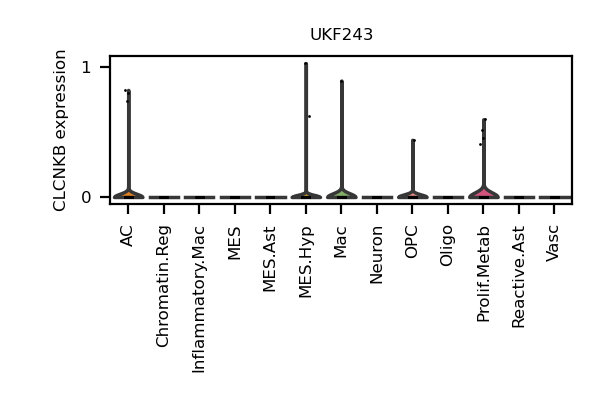 UKF243
CLCNKB expression
1
0
AC
Chromatin.Reg
Inflammatory.Mac
MES
MES.Ast
MES.Hyp
Mac
Neuron
OPC
Oligo
Prolif.Metab
Reactive.Ast
Vasc